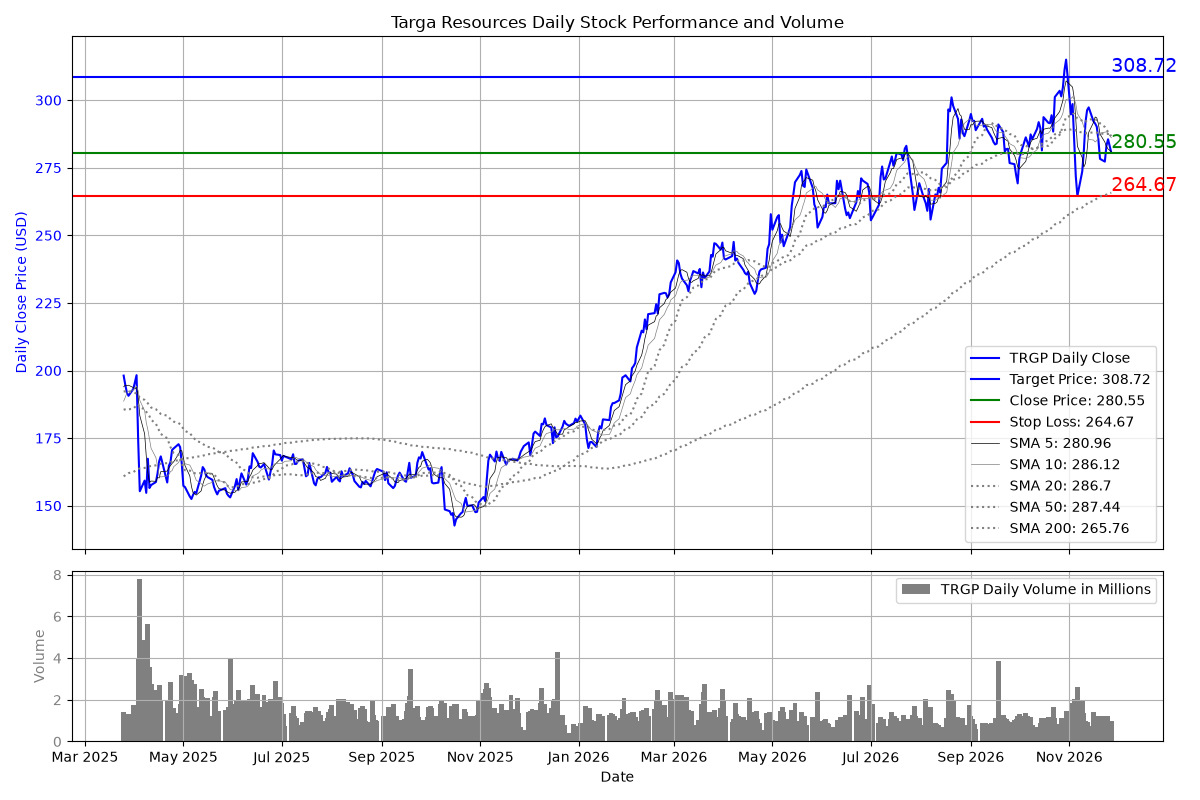 Targa Resources Daily Stock Performance and Volume
Daily Close Price (USD)
300
275
250
225
200
175
150
308.72
280.55
264.67
TRGP Daily Close
Target Price: 308.72
Close Price: 280.55
Stop Loss: 264.67
SMA 5: 280.96
SMA 10: 286.12
SMA 20: 286.7
SMA 50: 287.44
SMA 200: 265.76
Volume
8
6
4
2
0
TRGP Daily Volume in Millions
Mar 2025 May 2025 Jul 2025 Sep 2025 Nov 2025 Jan 2026 Mar 2026 May 2026 Jul 2026 Sep 2026 Nov 2026
Date